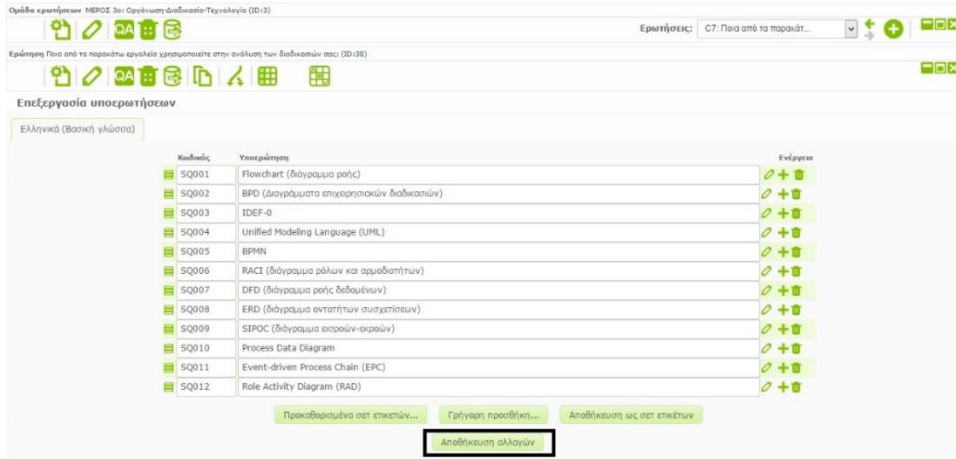 Ομάδα ερωτήσεων ΜΕΡΟΣ 3ο: Οργάνωση-Διαδικασία-Τεχνολογία (ID:3)
QA Ερωτήσεις: C7: Ποια από τα παρακάτ...
Ερώτηση Ποια από τα παρακάτω εργαλεία χρησιμοποιείτε στην ανάλυση των διαδικασιών σας; (ID:38)
QA
Επεξεργασία υποερωτήσεων
Ελληνικά (Βασική γλώσσα)
Κωδικός Υποερώτηση Ενέργεια
SQ001 Flowchart (διάγραμμα ροής)
SQ002 BPD (Διαγράμματα επιχειρησιακών διαδικασιών)
SQ003 IDEF-0
SQ004 Unified Modeling Language (UML)
SQ005 BPMN
SQ006 RACI (διάγραμμα ρόλων και αρμοδιοτήτων)
SQ007 DFD (διάγραμμα ροής δεδομένων)
SQ008 ERD (διάγραμμα οντοτήτων συσχετίσεων)
SQ009 SIPOC (διάγραμμα εισροών-εκροών)
SQ010 Process Data Diagram
SQ011 Event-driven Process Chain (EPC)
SQ012 Role Activity Diagram (RAD)
Προκαθορισμένα σετ ετικετών... Γρήγορη προσθήκη... Αποθήκευση ως σετ ετικέτων
Αποθήκευση αλλαγών